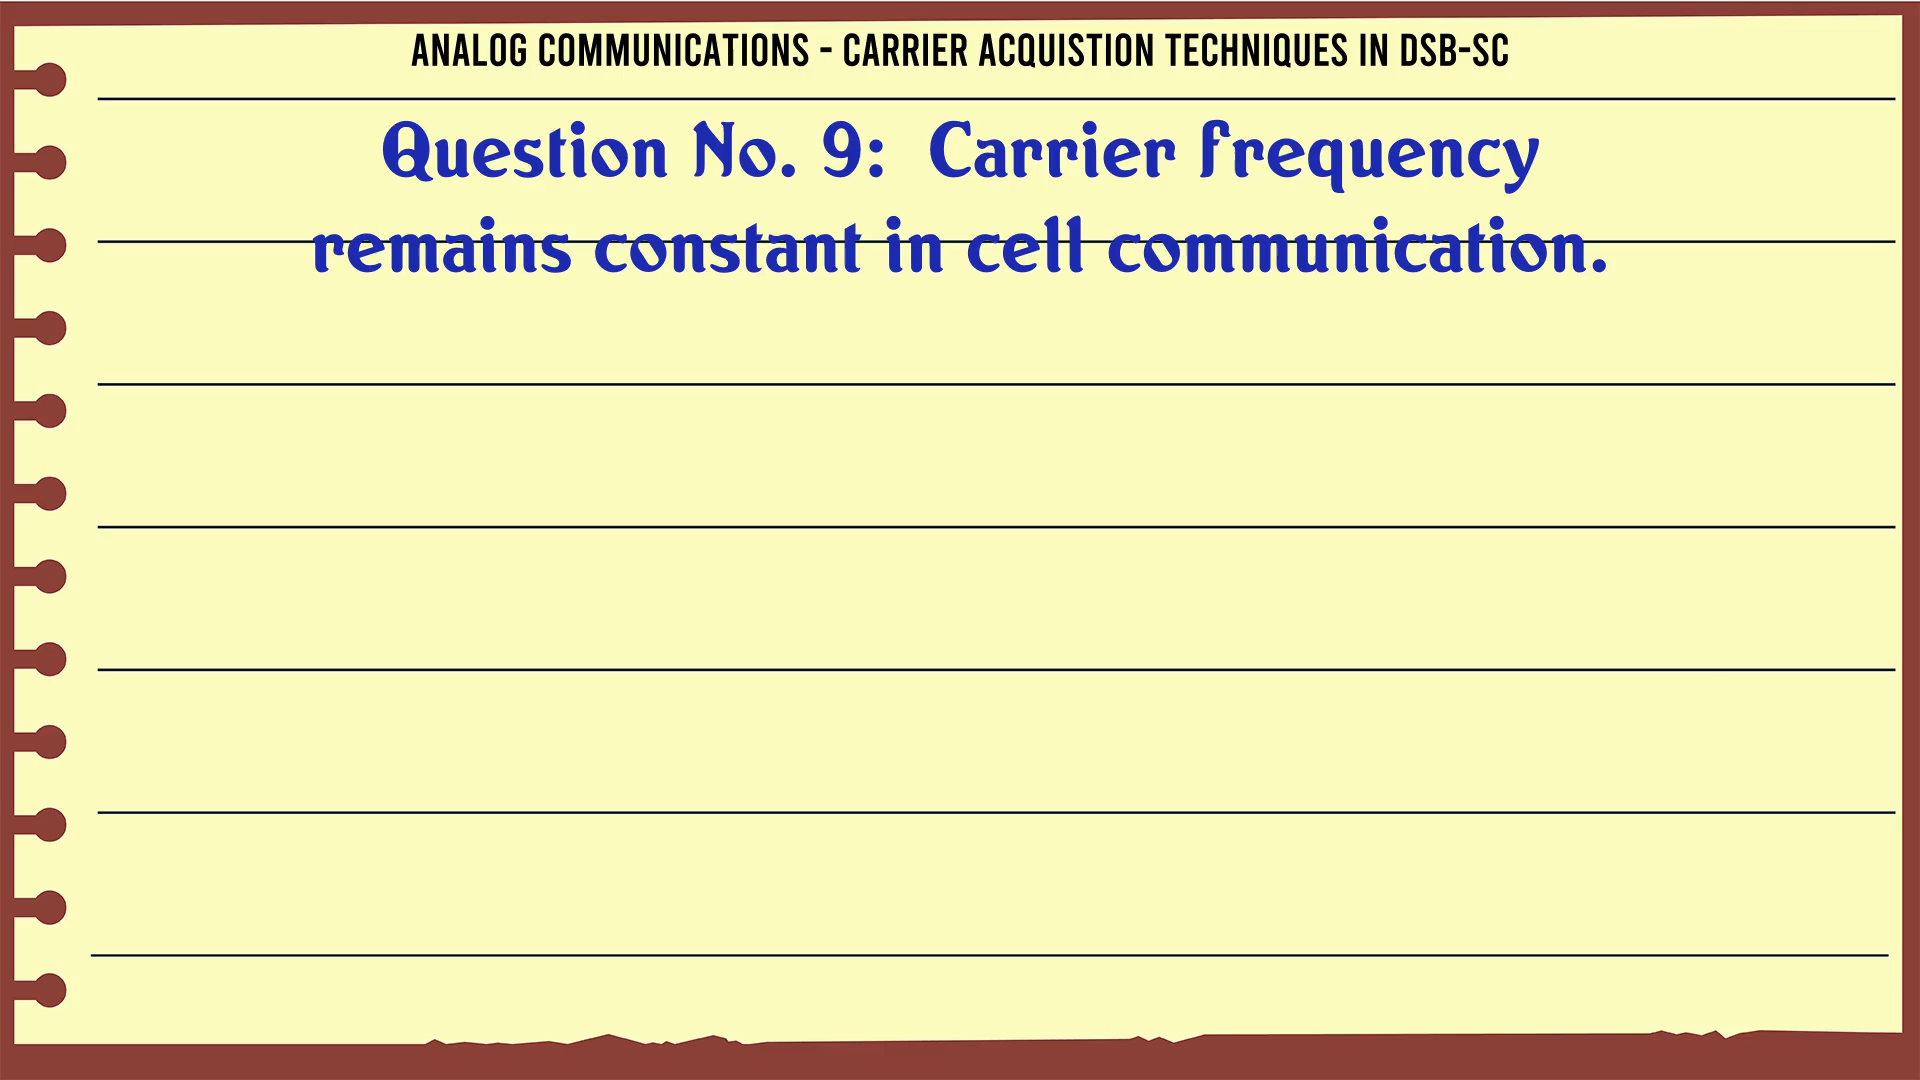 ANALOG COMMUNICATIONS - CARRIER ACQUISTION TECHNIQUES IN DSB-SC
Question No. 9: Carrier frequency
remains constant in cell communication.